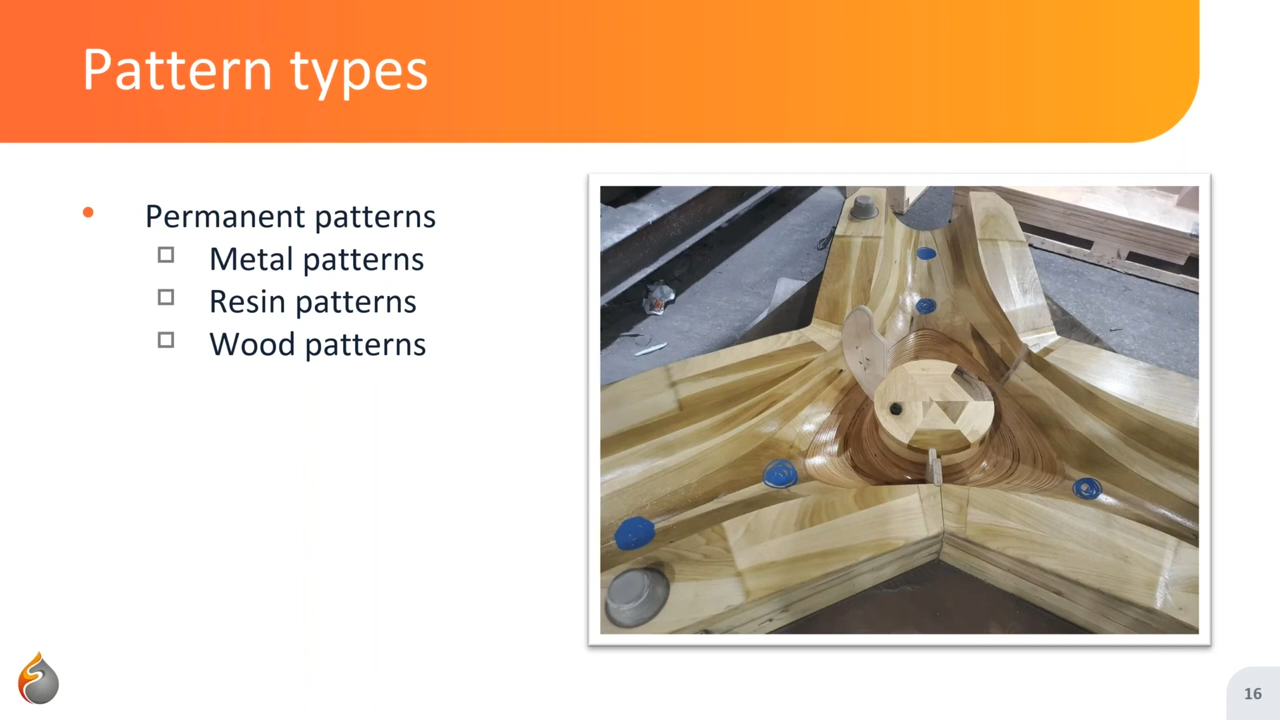 Pattern types
Permanent patterns
Metal patterns
Resin patterns
Wood patterns
16